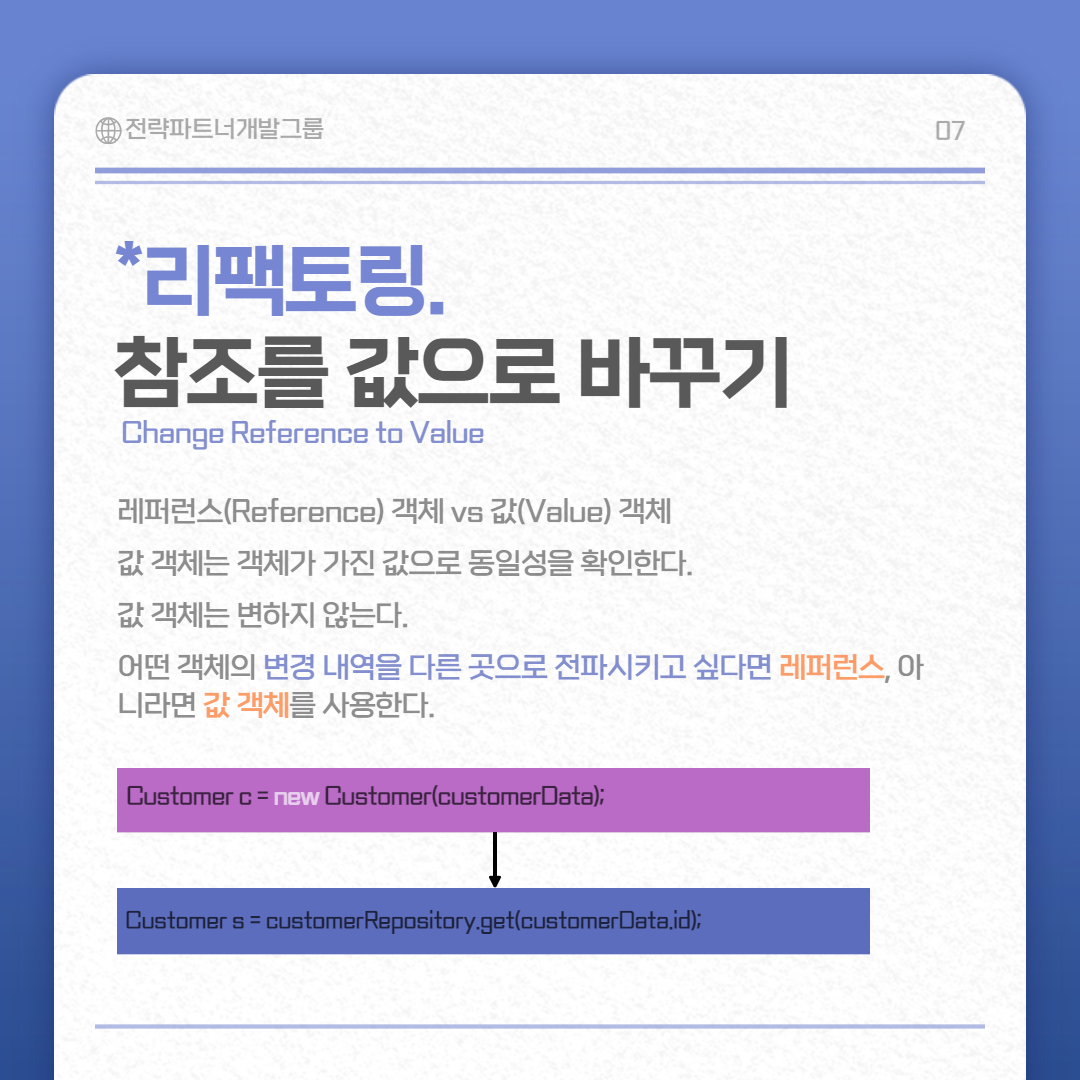 전략파트너개발그룹
07
*리팩토링.
참조를 값으로 바꾸기
Change Reference to Value
레퍼런스(Reference) 객체 vs 값(Value) 객체
값 객체는 객체가 가진 값으로 동일성을 확인한다.
값 객체는 변하지 않는다.
어떤 객체의 변경 내역을 다른 곳으로 전파시키고 싶다면 레퍼런스, 아
니라면 값 객체를 사용한다.
Customer c = new Customer(customerData);
Customer s = customerRepository.get(customerData.id);